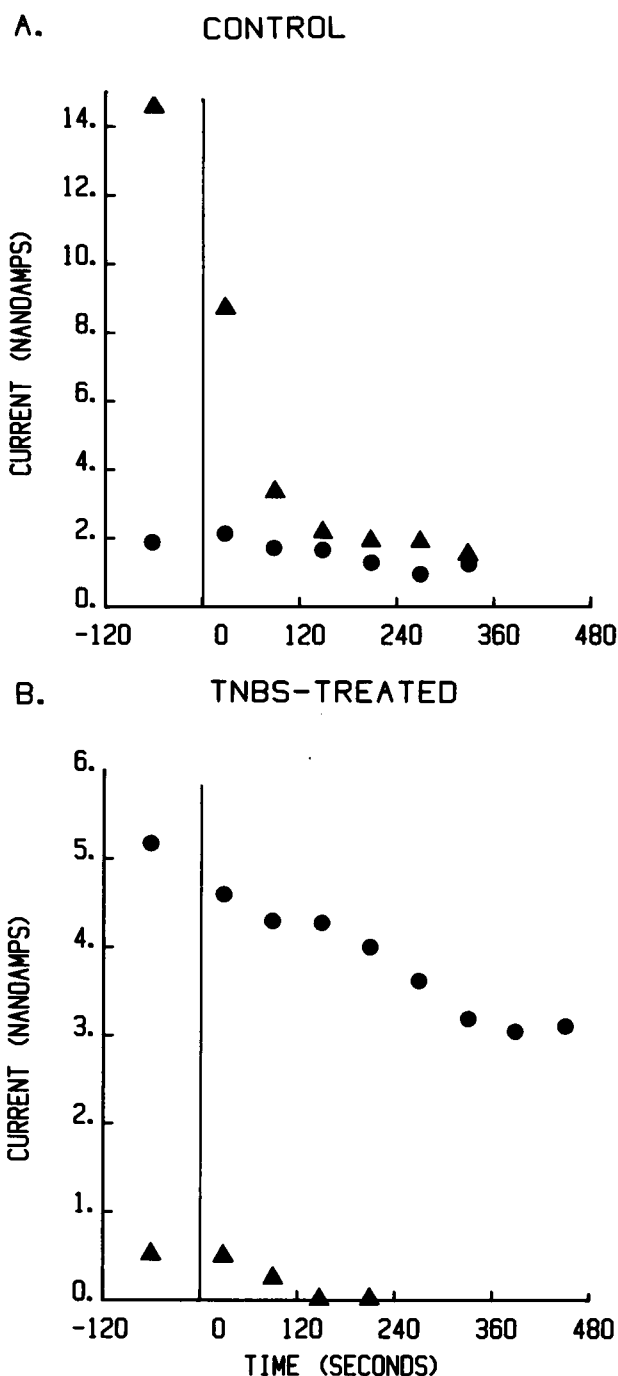 A. CONTROL
CURRENT (NANOAMPS)
14.
12.
10.
8.
6.
4.
2.
0.
-120 0 120 240 360 480
B. TNBS-TREATED
CURRENT (NANOAMPS)
6.
5.
4.
3.
2.
1.
0.
-120 0 120 240 360 480
TIME (SECONDS)